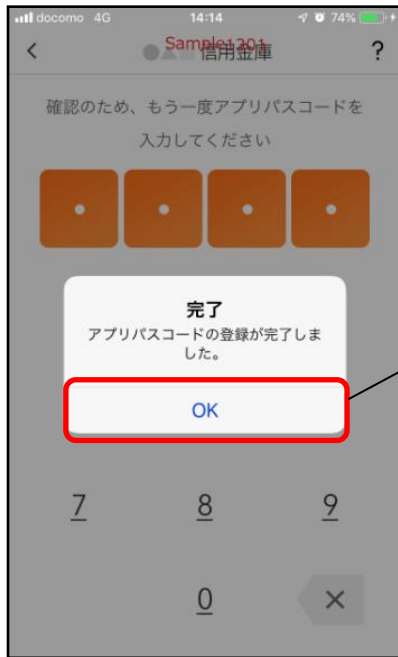 docomo 4G 14:14 74%
Sample1201
●▲■信用金庫 ?
確認のため、もう一度アプリパスコードを
入力してください
完了
アプリパスコードの登録が完了しま
した。
OK
7 8 9
0